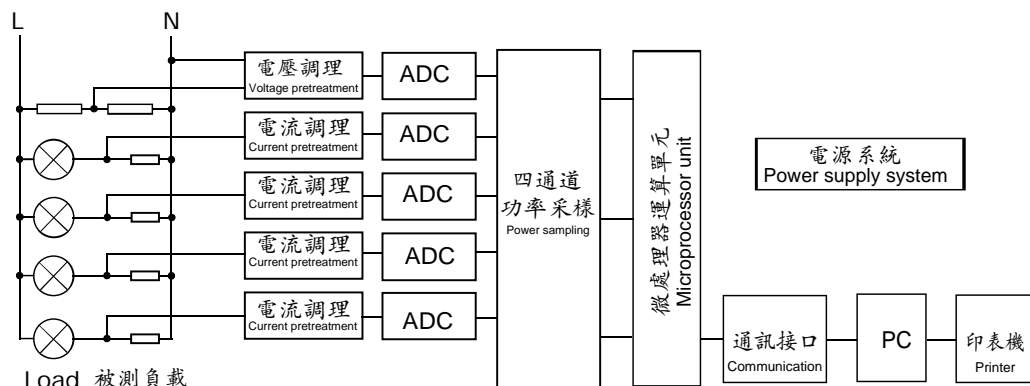 L
N
電壓調理
Voltage pretreatment
ADC
電流調理
Current pretreatment
ADC
電流調理
Current pretreatment
ADC
電流調理
Current pretreatment
ADC
電流調理
Current pretreatment
ADC
四通道
功率采樣
Power sampling
微處理器運算單元
Microprocessor unit
電源系統
Power supply system
通訊接口
Communication
PC
印表機
Printer
Load 被測負載